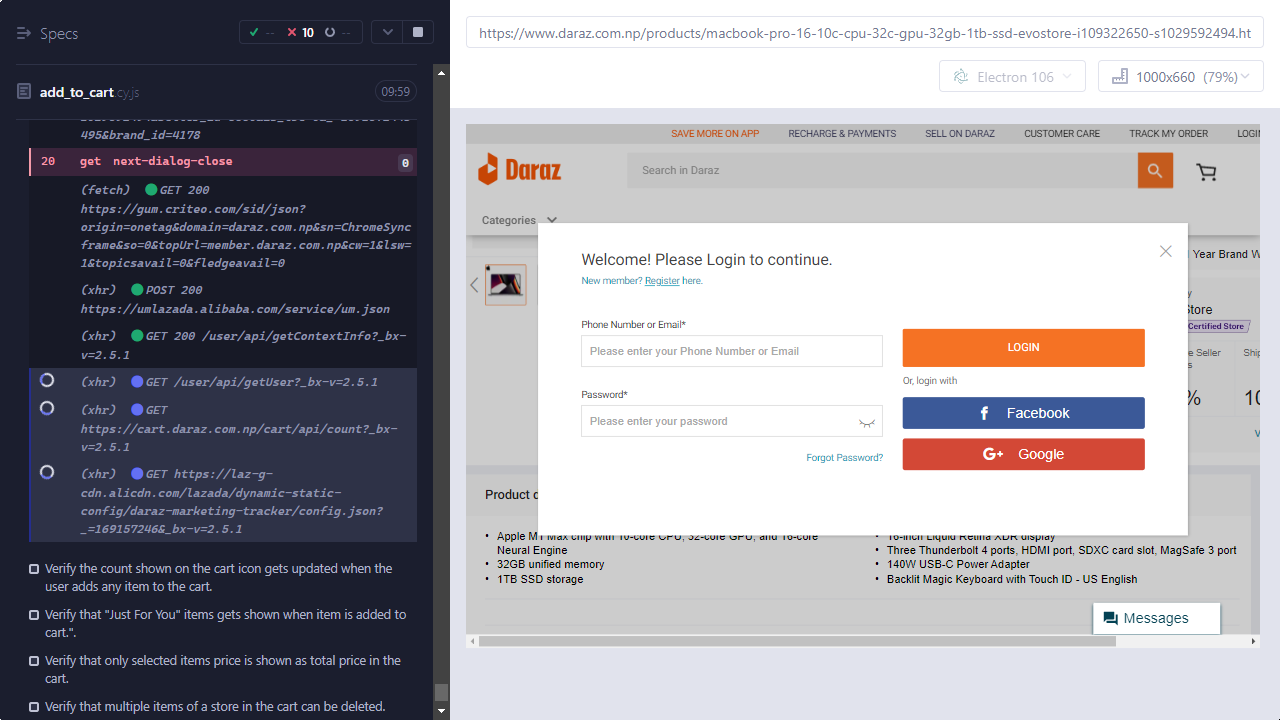 Specs
-- 10 --
add_to_cart.cy.js
09:59
495&brand_id=4178
20 get next-dialog-close 0
(fetch) GET 200
https://gum.criteo.com/sid/json?
origin=onetag&domain=daraz.com.np&sn=ChromeSync
frame&so=0&topUrl=member.daraz.com.np&cw=1&lsw=
1&topicsavail=0&fledgeavail=0
(xhr) POST 200
https://umlazada.alibaba.com/service/um.json
(xhr) GET 200 /user/api/getContextInfo?_bx-
v=2.5.1
(xhr) GET /user/api/getUser?_bx-v=2.5.1
(xhr) GET
https://cart.daraz.com.np/cart/api/count?_bx-
v=2.5.1
(xhr) GET https://laz-g-
cdn.alicdn.com/lazada/dynamic-static-
config/daraz-marketing-tracker/config.json?
_=169157246&_bx-v=2.5.1
Verify the count shown on the cart icon gets updated when the
user adds any item to the cart.
Verify that "Just For You" items gets shown when item is added to
cart.".
Verify that only selected items price is shown as total price in the
cart.
Verify that multiple items of a store in the cart can be deleted.
https://www.daraz.com.np/products/macbook-pro-16-10c-cpu-32c-gpu-32gb-1tb-ssd-evostore-i109322650-s1029592494.ht
Electron 106
1000x660 (79%)
SAVE MORE ON APP RECHARGE & PAYMENTS SELL ON DARAZ CUSTOMER CARE TRACK MY ORDER LOGIN
Daraz
Search in Daraz
Categories
Year Brand W
Welcome! Please Login to continue.
New member? Register here.
y
Store
Certified Store
Phone Number or Email*
Please enter your Phone Number or Email
LOGIN
e Seller Ship
s
Or, login with
Password*
Please enter your password
Facebook
% 10
Forgot Password?
Google
V
Product d
Apple M1 Max chip with 10-core CPU, 32-core GPU, and 16-core
Neural Engine
32GB unified memory
1TB SSD storage
16-inch Liquid Retina XDR display
Three Thunderbolt 4 ports, HDMI port, SDXC card slot, MagSafe 3 port
140W USB-C Power Adapter
Backlit Magic Keyboard with Touch ID - US English
Messages